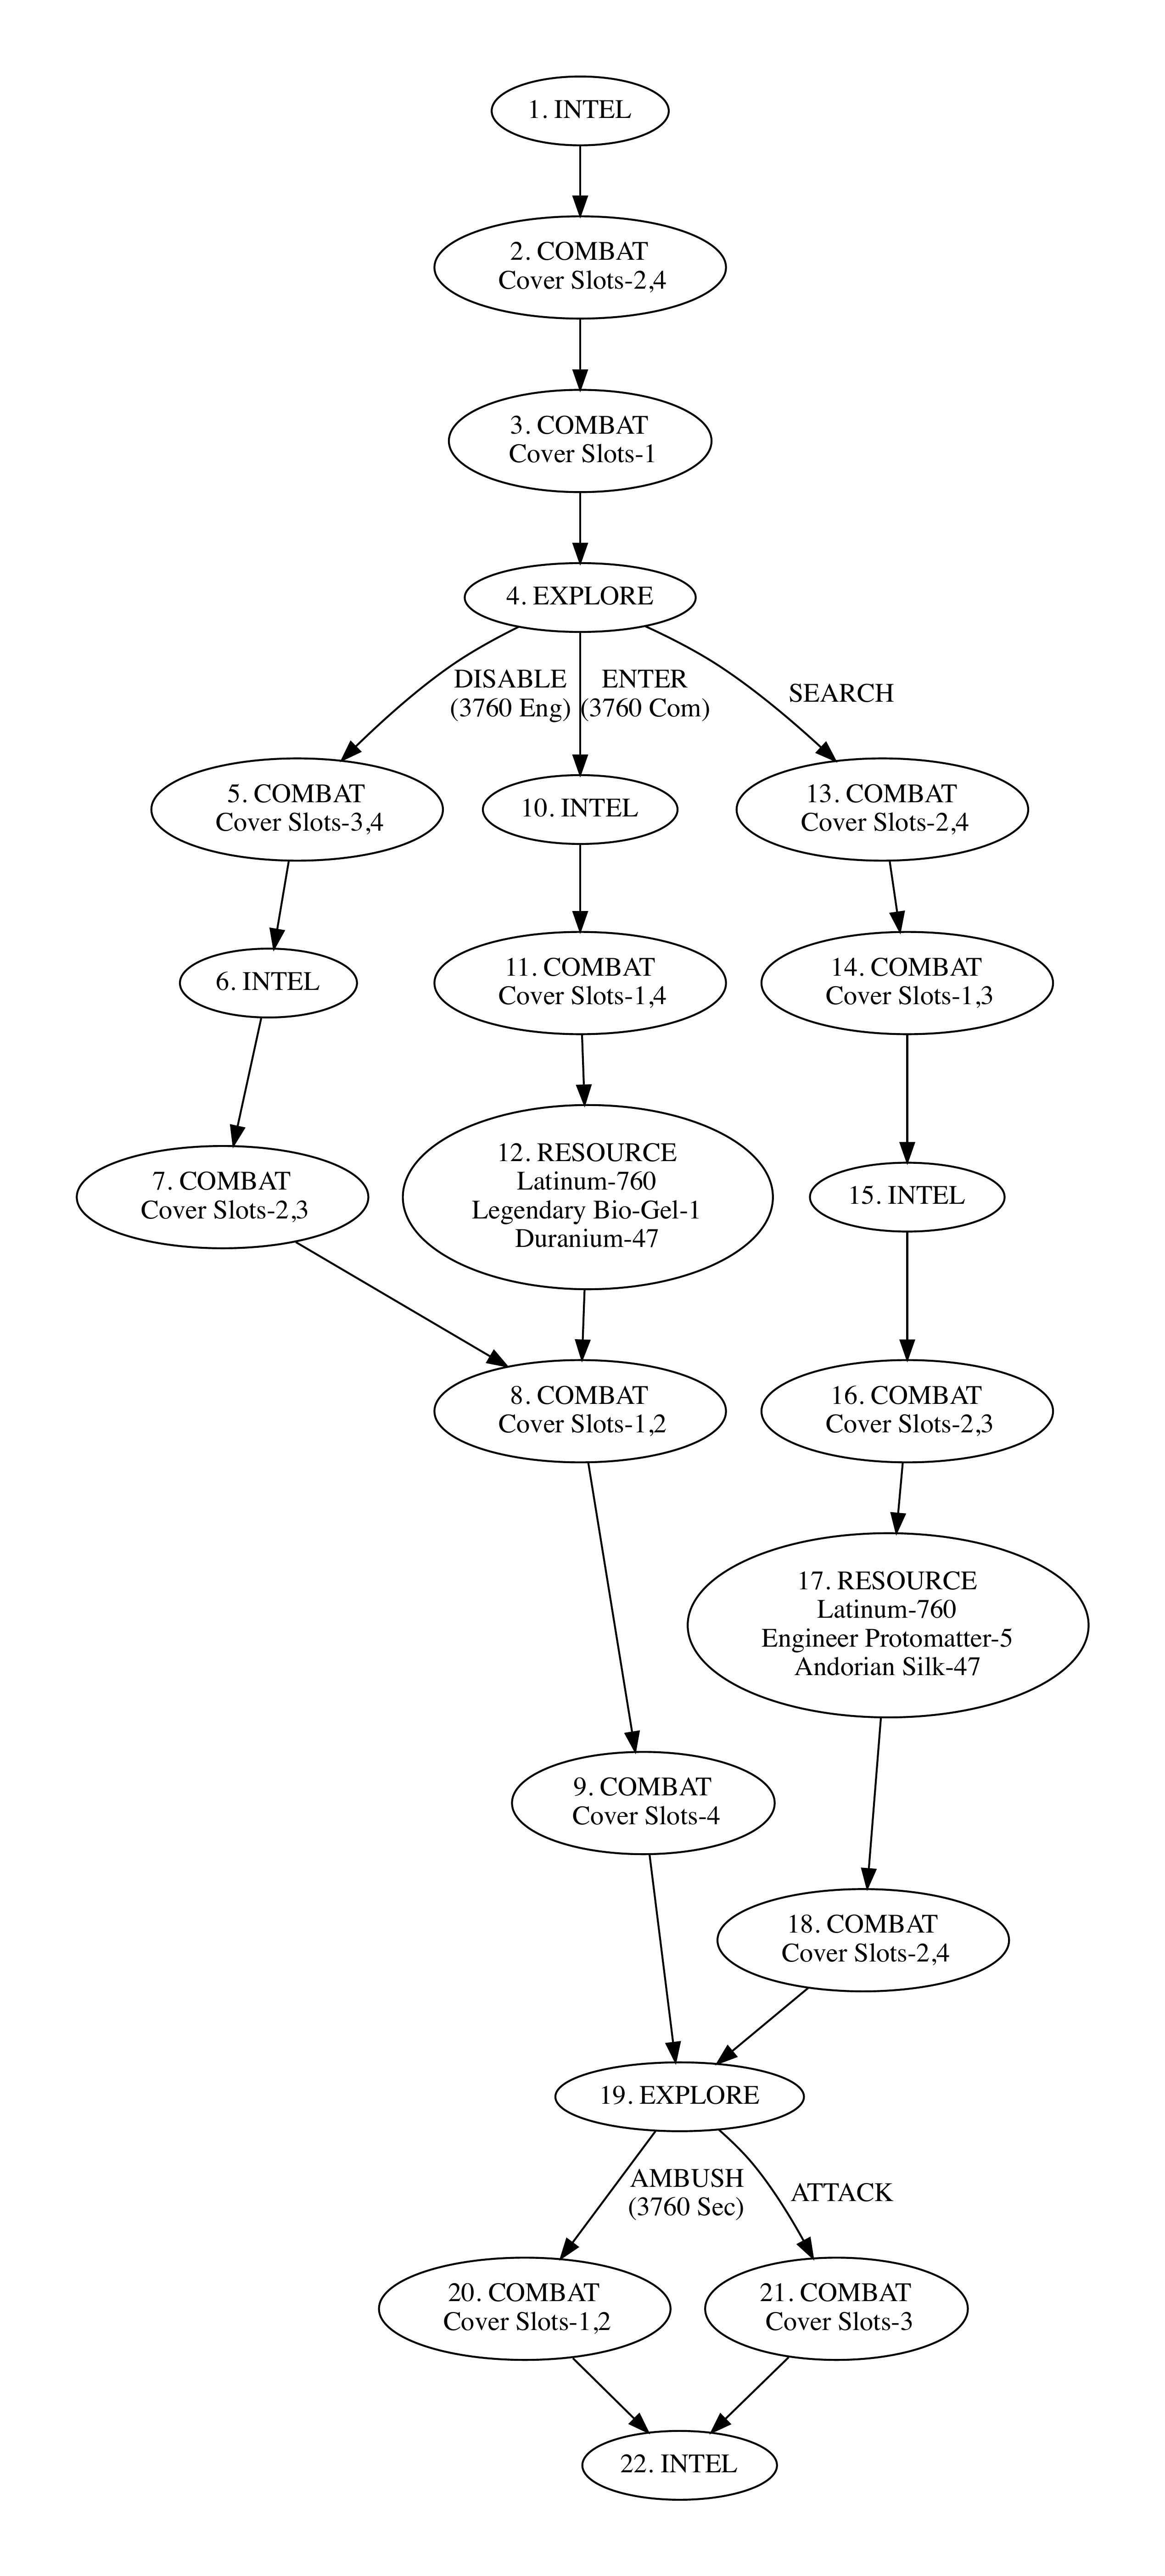 1. INTEL
2. COMBAT
Cover Slots-2,4
3. COMBAT
Cover Slots-1
4. EXPLORE
DISABLE
(3760 Eng)
ENTER
(3760 Com)
SEARCH
5. COMBAT
Cover Slots-3,4
10. INTEL
13. COMBAT
Cover Slots-2,4
6. INTEL
11. COMBAT
Cover Slots-1,4
14. COMBAT
Cover Slots-1,3
7. COMBAT
Cover Slots-2,3
12. RESOURCE
Latinum-760
Legendary Bio-Gel-1
Duranium-47
15. INTEL
8. COMBAT
Cover Slots-1,2
16. COMBAT
Cover Slots-2,3
17. RESOURCE
Latinum-760
Engineer Protomatter-5
Andorian Silk-47
9. COMBAT
Cover Slots-4
18. COMBAT
Cover Slots-2,4
19. EXPLORE
AMBUSH
(3760 Sec)
ATTACK
20. COMBAT
Cover Slots-1,2
21. COMBAT
Cover Slots-3
22. INTEL